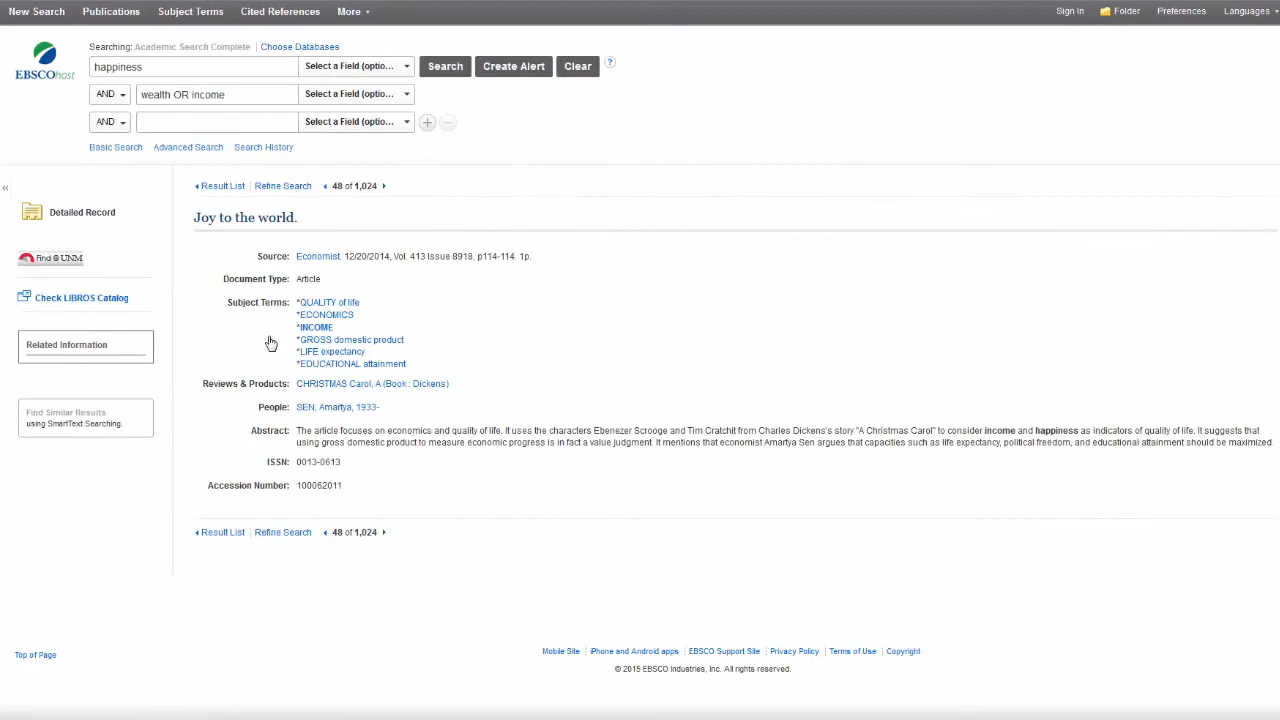 New Search Publications Subject Terms Cited References More Sign In Folder Preferences Languages
Searching: Academic Search Complete Choose Databases
happiness Select a Field (optio... Search Create Alert Clear ?
AND wealth OR income Select a Field (optio...
AND Select a Field (optio...
EBSCOhost
Basic Search Advanced Search Search History
« Result List Refine Search 48 of 1,024
Detailed Record
Joy to the world.
Find @ UNM
Source: Economist. 12/20/2014, Vol. 413 Issue 8918, p114-114. 1p.
Document Type: Article
Check LIBROS Catalog
Subject Terms: *QUALITY of life
*ECONOMICS
*INCOME
*GROSS domestic product
*LIFE expectancy
*EDUCATIONAL attainment
Related Information
Reviews & Products: CHRISTMAS Carol, A (Book : Dickens)
People: SEN, Amartya, 1933-
Find Similar Results
using SmartText Searching.
Abstract: The article focuses on economics and quality of life. It uses the characters Ebenezer Scrooge and Tim Cratchit from Charles Dickens's story "A Christmas Carol" to consider income and happiness as indicators of quality of life. It suggests that
using gross domestic product to measure economic progress is in fact a value judgment. It mentions that economist Amartya Sen argues that capacities such as life expectancy, political freedom, and educational attainment should be maximized.
ISSN: 0013-0613
Accession Number: 100062011
Result List Refine Search 48 of 1,024
Top of Page
Mobile Site iPhone and Android apps EBSCO Support Site Privacy Policy Terms of Use Copyright
© 2015 EBSCO Industries, Inc. All rights reserved.